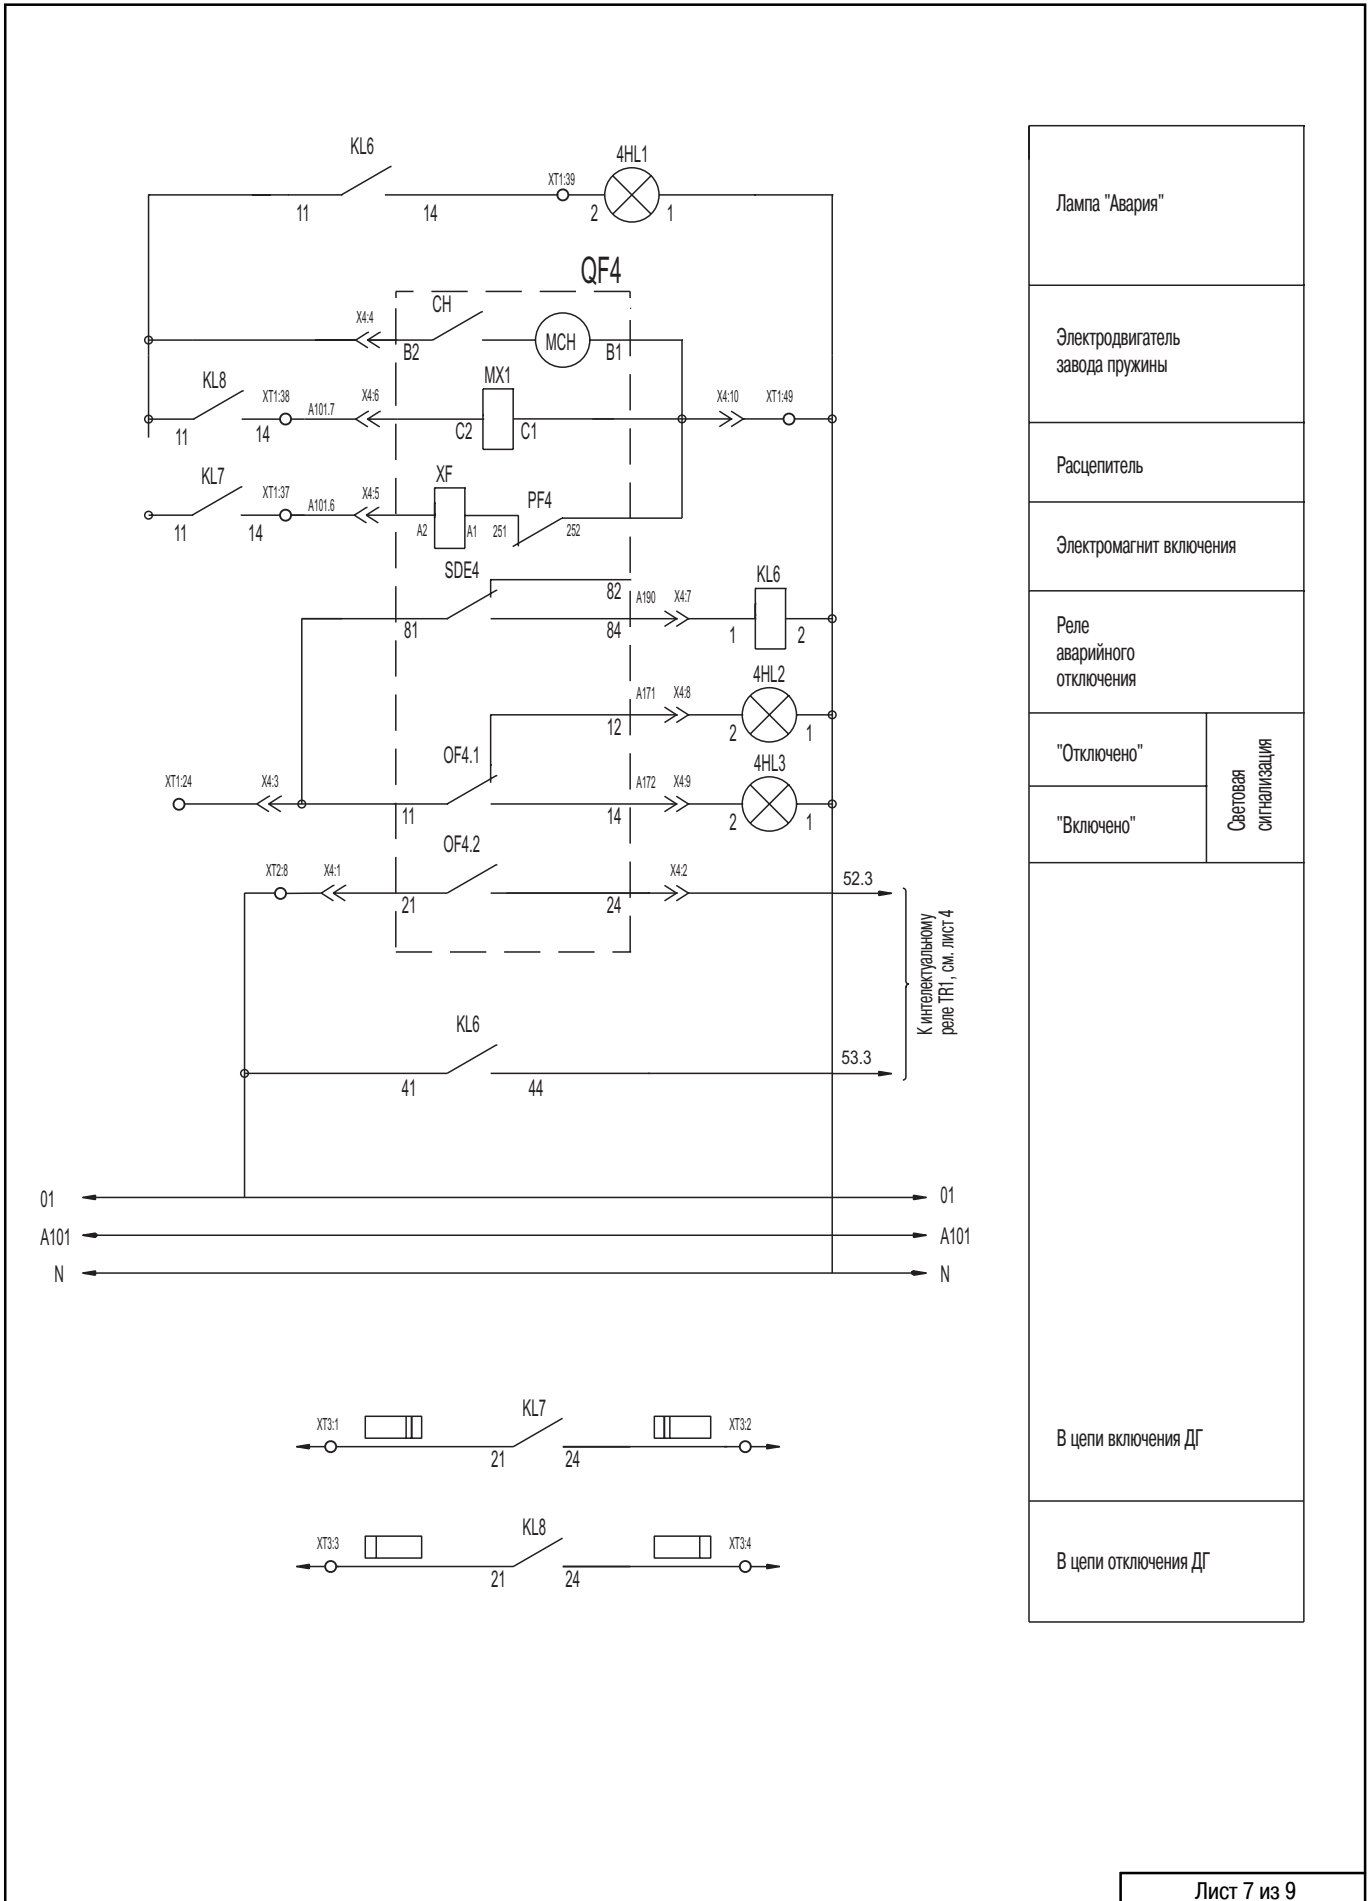 KL6
4HL1
XT1:39
11
14
2
1
Лампа "Авария"
QF4
CH
X4:4
B2
MCH
B1
Электродвигатель
завода пружины
KL8
XT1:38
A101.7
X4:6
MX1
X4:10
XT1:49
11
14
C2
C1
Расцепитель
KL7
XT1:37
A101.6
X4:5
XF
PF4
11
14
A2
A1
251
252
Электромагнит включения
SDE4
82
A190
X4:7
KL6
81
84
1
2
Реле
аварийного
отключения
4HL2
A171
X4:8
12
2
1
"Отключено"
Световая
сигнализация
XT1:24
X4:3
OF4.1
A172
X4:9
4HL3
11
14
2
1
"Включено"
OF4.2
XT2:8
X4:1
X4:2
21
24
52.3
К интелектуальному
реле TR1, см. лист 4
KL6
41
44
53.3
01
01
A101
A101
N
N
XT3:1
KL7
XT3:2
21
24
В цепи включения ДГ
XT3:3
KL8
XT3:4
21
24
В цепи отключения ДГ
Лист 7 из 9